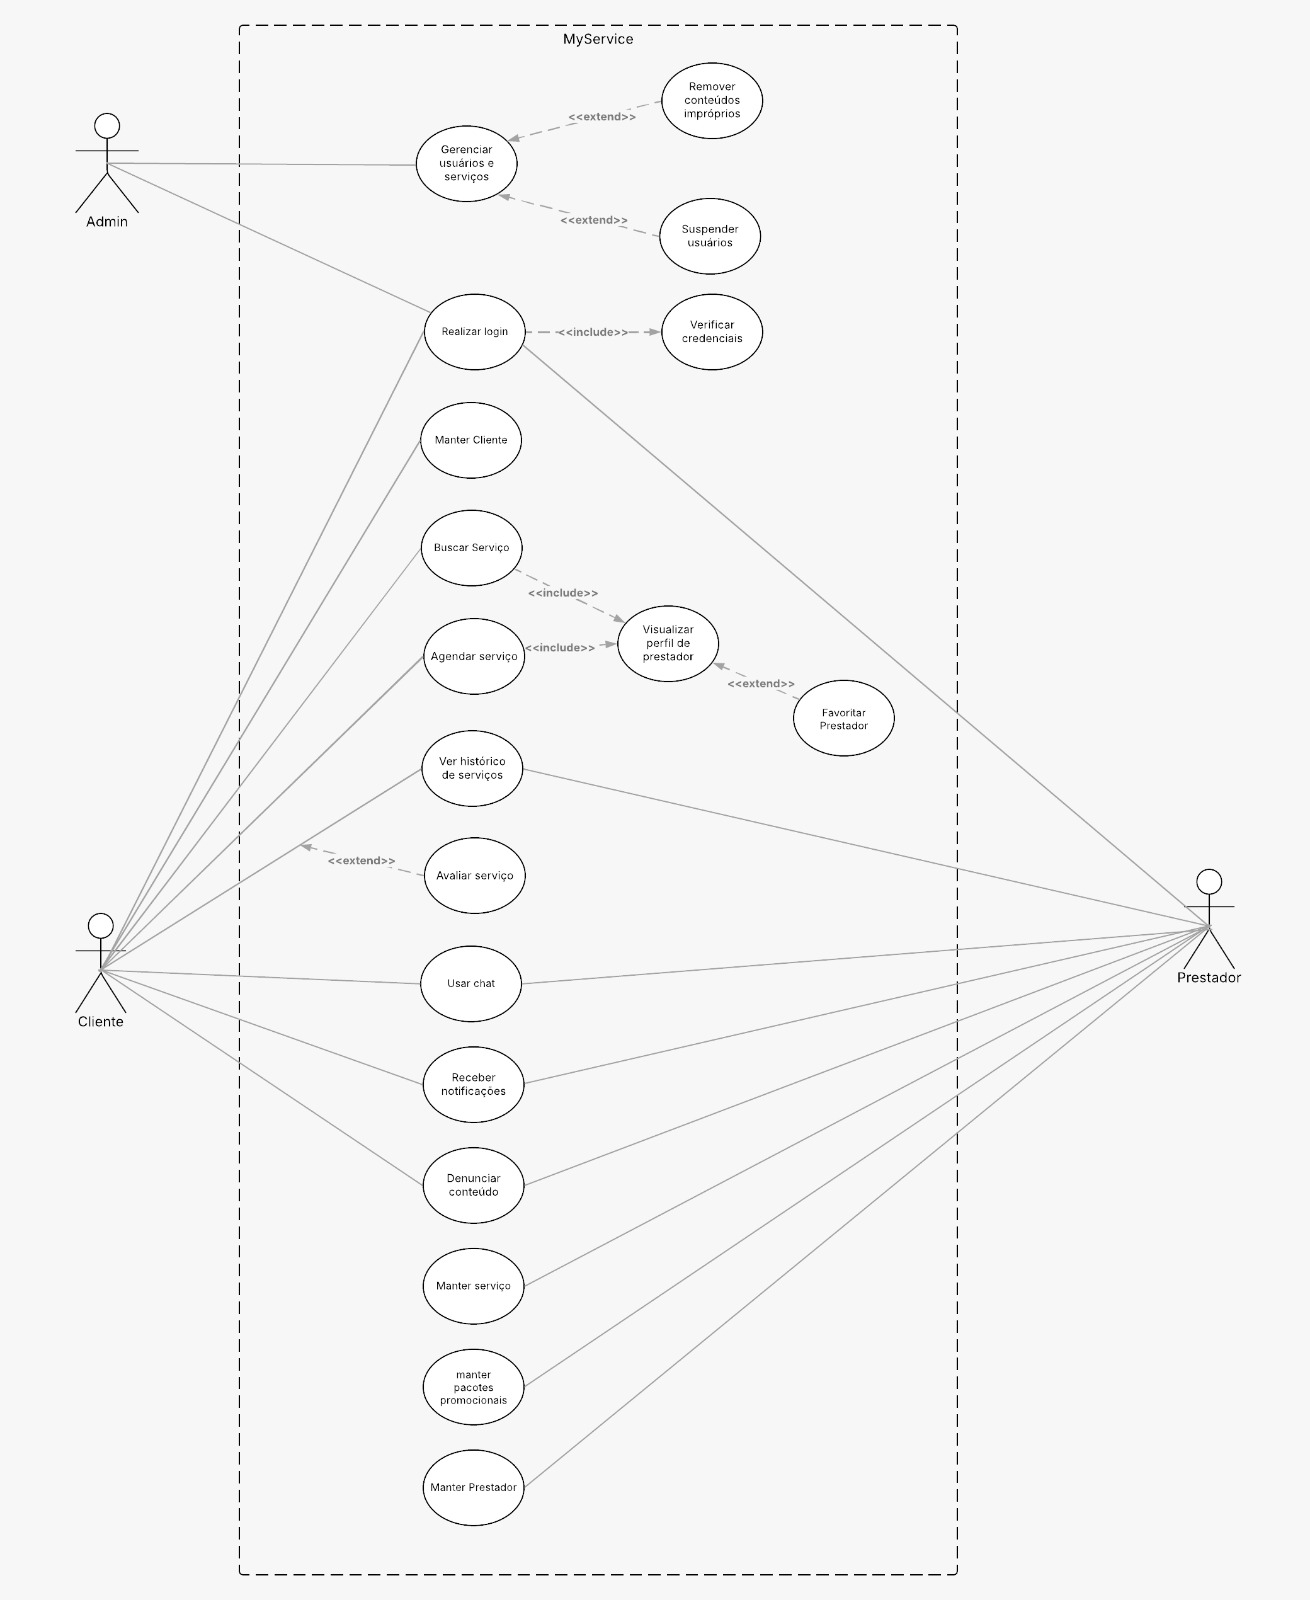 MyService
Remover
conteúdos
impróprios
<<extend>>
Gerenciar
usuários e
serviços
Admin
<<extend>>
Suspender
usuários
Realizar login
<<include>>
Verificar
credenciais
Manter Cliente
Buscar Serviço
<<include>>
Agendar serviço
<<include>>
Visualizar
perfil de
prestador
<<extend>>
Favoritar
Prestador
Ver histórico
de serviços
<<extend>>
Avaliar serviço
Cliente
Usar chat
Prestador
Receber
notificações
Denunciar
conteúdo
Manter serviço
manter
pacotes
promocionais
Manter Prestador